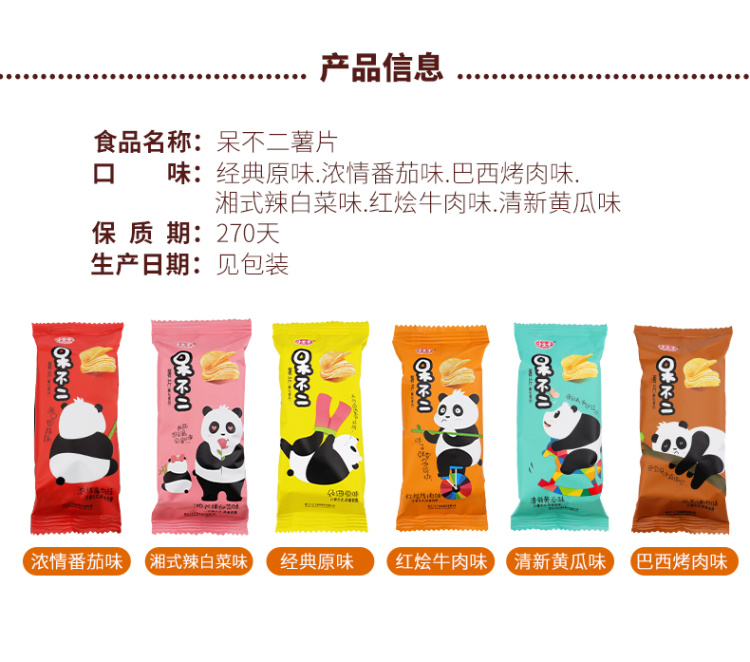 产品信息
食品名称：呆不二薯片
口味：经典原味.浓情番茄味.巴西烤肉味.
湘式辣白菜味.红烩牛肉味.清新黄瓜味
保质期：270天
生产日期：见包装
呆不二
呆不二
呆不二
呆不二
呆不二
呆不二
浓情番茄味
湘式辣白菜味
经典原味
红烩牛肉味
清新黄瓜味
巴西烤肉味